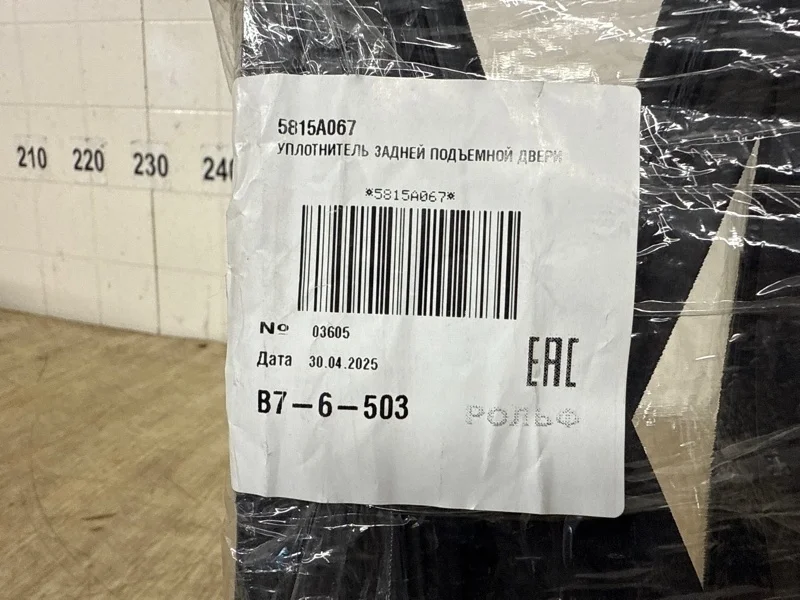 210 220 230 240
5815A067
УПЛОТНИТЕЛЬ ЗАДНЕЙ ПОДЪЕМНОЙ ДВЕРИ
*5815A067*
№ 03605
Дата 30.04.2025
EAC
B7-6-503
РОЛЬФ